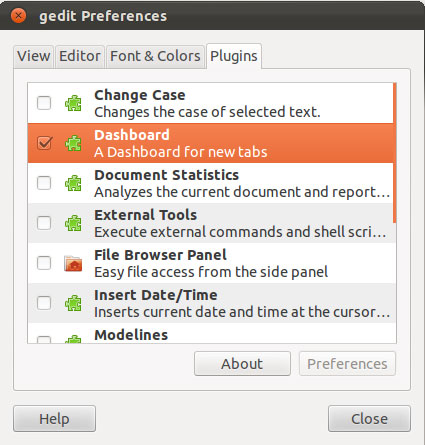 gedit Preferences
View Editor Font & Colors Plugins
Change Case
Changes the case of selected text.
Dashboard
A Dashboard for new tabs
Document Statistics
Analyzes the current document and report...
External Tools
Execute external commands and shell scri...
File Browser Panel
Easy file access from the side panel
Insert Date/Time
Inserts current date and time at the cursor...
Modelines
About Preferences
Help Close